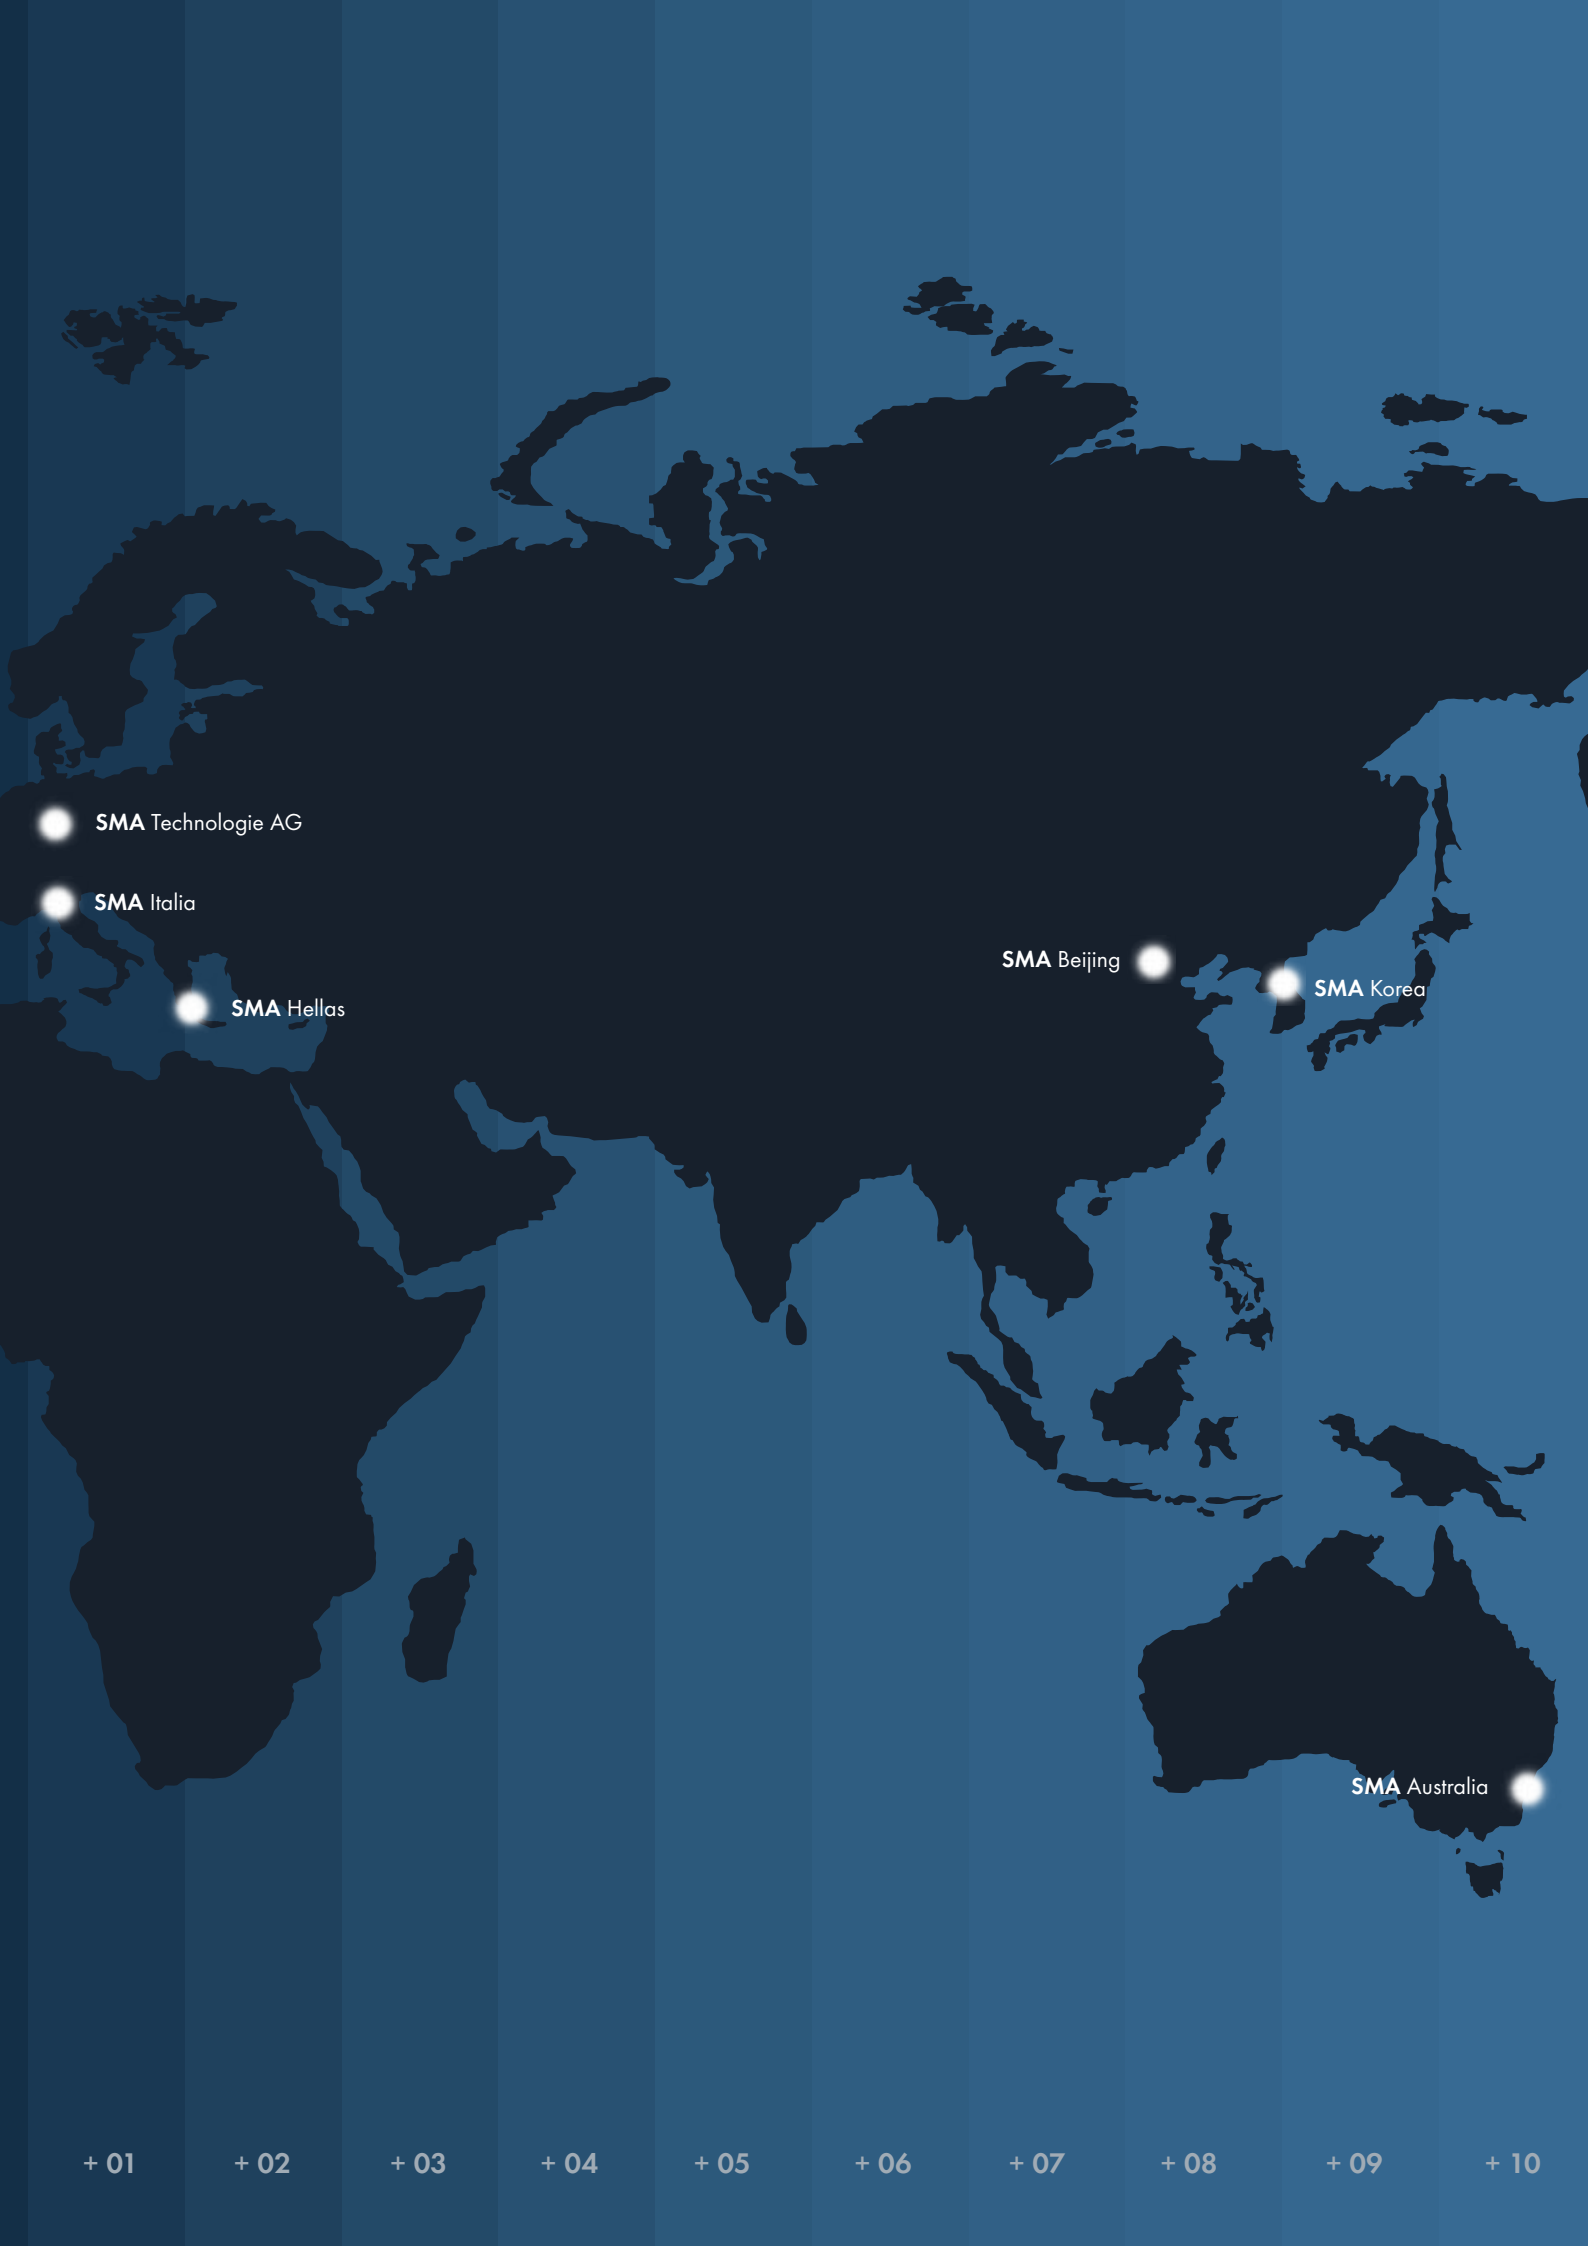 SMA Technologie AG
SMA Italia
SMA Beijing
SMA Korea
SMA Hellas
SMA Australia
+ 01 + 02 + 03 + 04 + 05 + 06 + 07 + 08 + 09 + 10